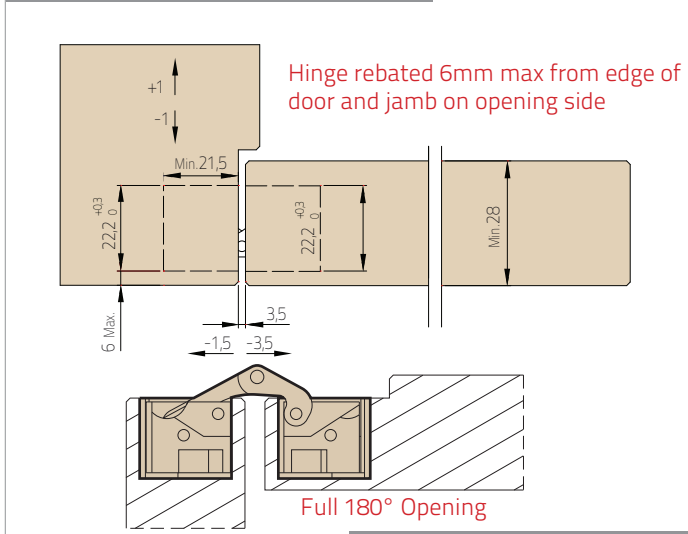 Hinge rebated 6mm max from edge of
door and jamb on opening side
+1
-1
Min.21,5
22,2 +0,3 0
22,2 +0,3 0
Min.28
6 Max.
3,5
-1,5 -3,5
Full 180° Opening